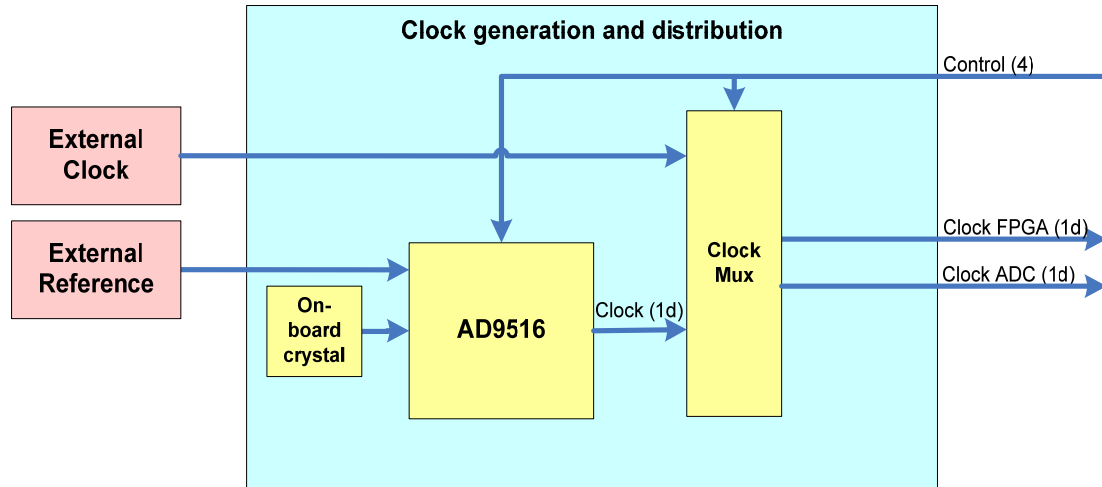 Clock generation and distribution
Control (4)
External
Clock
External
Reference
On-
board
crystal
AD9516
Clock (1d)
Clock
Mux
Clock FPGA (1d)
Clock ADC (1d)